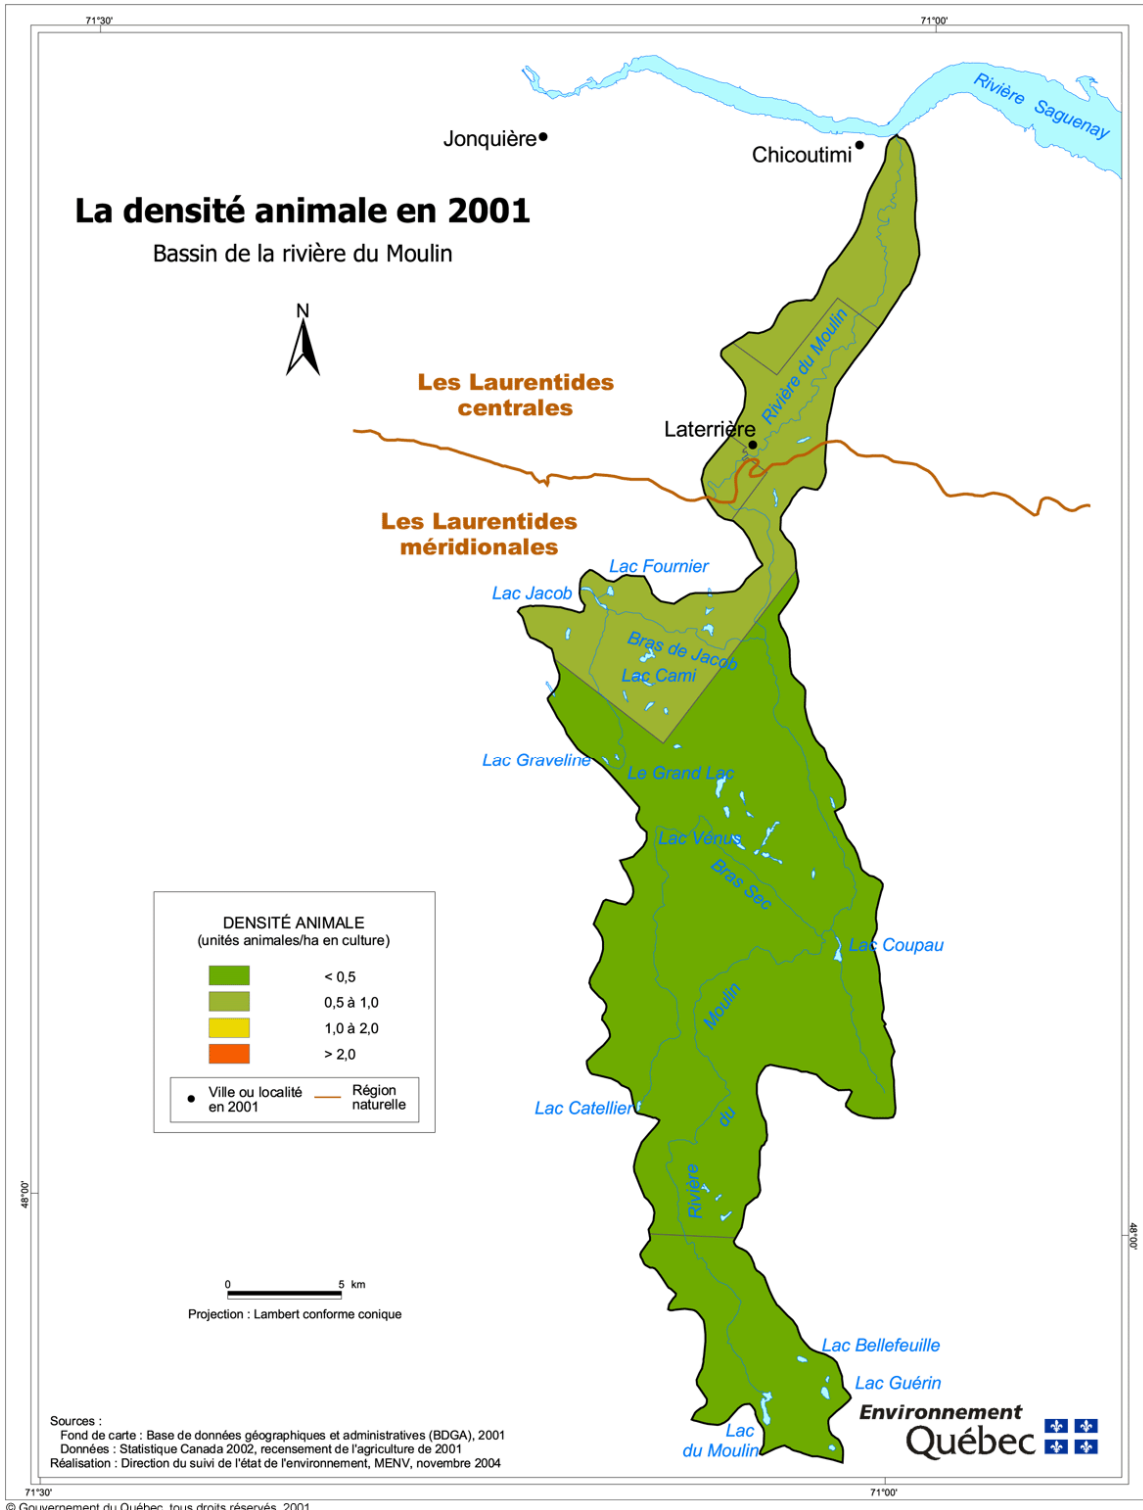 71°30'
71°00'
Rivière Saguenay
Jonquière
Chicoutimi
La densité animale en 2001
Bassin de la rivière du Moulin
N
Rivière du Moulin
Les Laurentides
centrales
Laterrière
Les Laurentides
méridionales
Lac Fournier
Lac Jacob
Bras de Jacob
Lac Cami
Lac Graveline
Le Grand Lac
Lac Vénus
Bras Sec
DENSITÉ ANIMALE
(unités animales/ha en culture)
< 0,5
0,5 à 1,0
1,0 à 2,0
> 2,0
Ville ou localité
en 2001
Région
naturelle
Lac Coupau
Moulin
du
Rivière
Lac Catellier
48°00'
48°00'
0 5 km
Projection : Lambert conforme conique
Lac Bellefeuille
Lac Guérin
Lac
du Moulin
Environnement
Québec
Sources :
Fond de carte : Base de données géographiques et administratives (BDGA), 2001
Données : Statistique Canada 2002, recensement de l'agriculture de 2001
Réalisation : Direction du suivi de l'état de l'environnement, MENV, novembre 2004
71°30'
71°00'
© Gouvernement du Québec, tous droits réservés, 2001